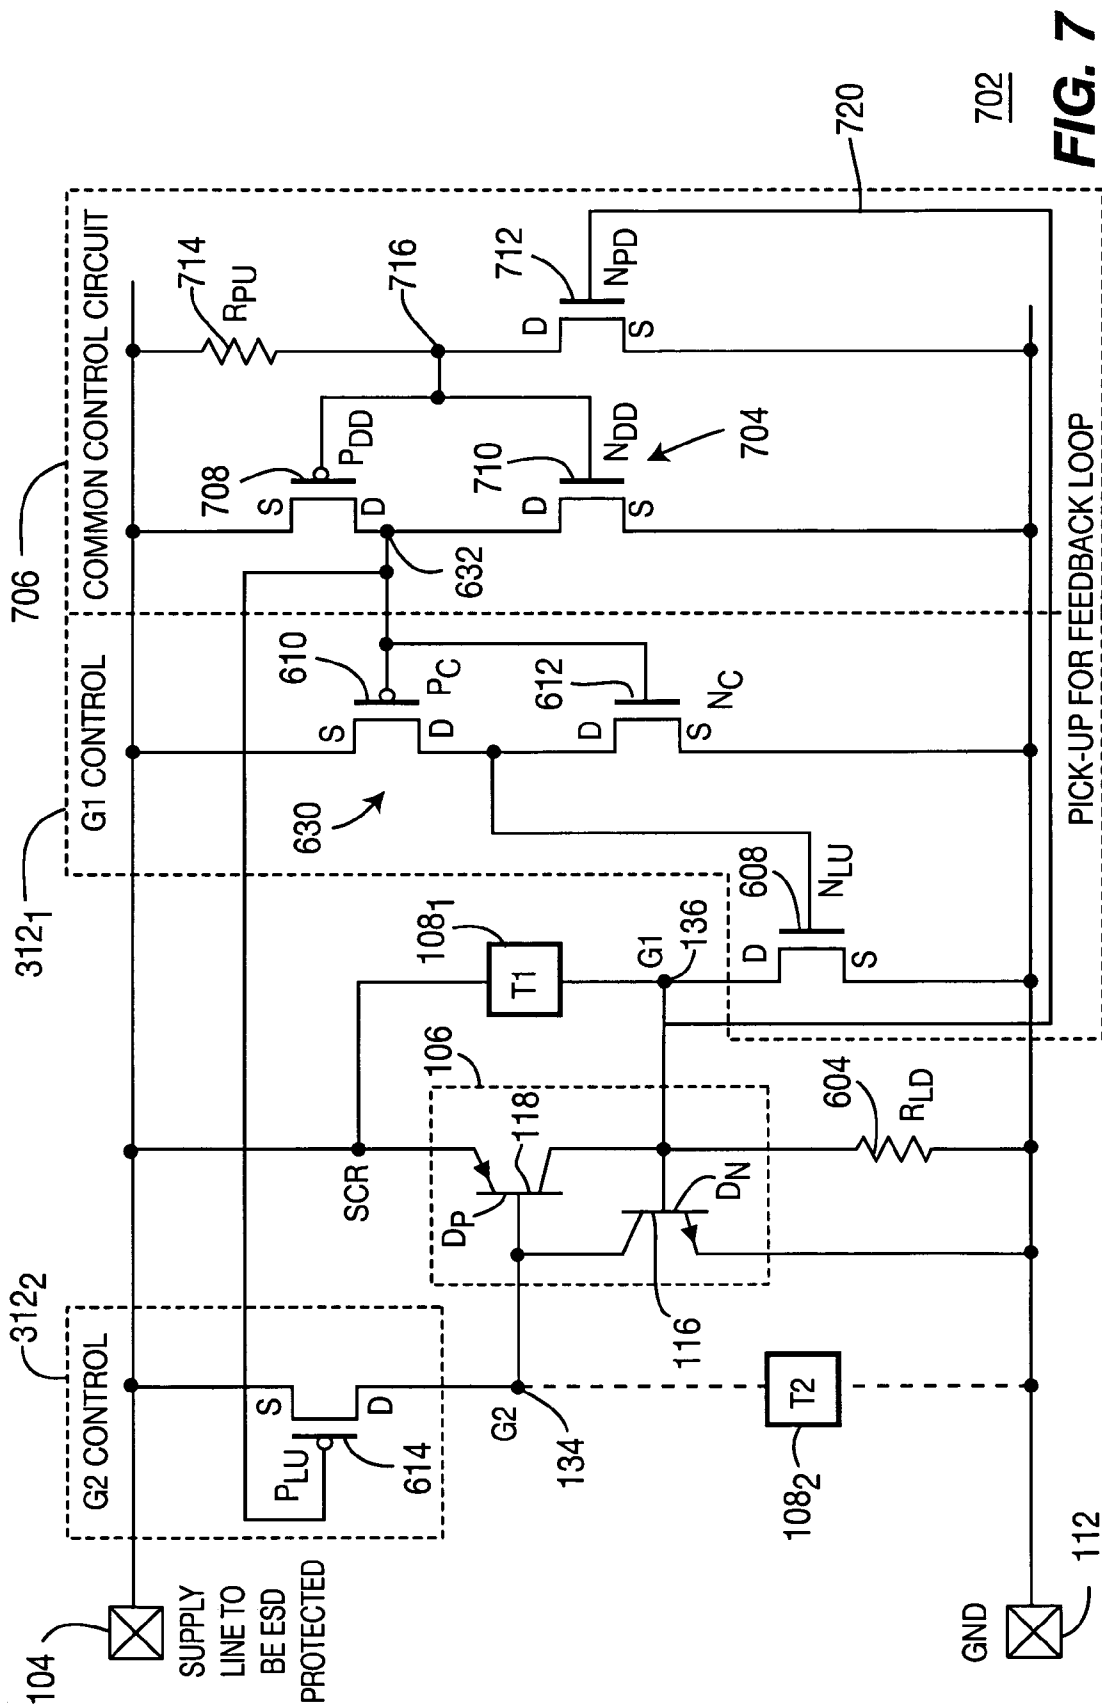 706
COMMON CONTROL CIRCUIT
714
RPU
716
712
D
NPD
S
720
702
FIG. 7
708
S
PDD
D
710
NDD
D
S
704
632
3121
G1 CONTROL
610
S
PC
D
612
D
NC
S
630
608
NLU
D
S
PICK-UP FOR FEEDBACK LOOP
1081
T1
G1
136
106
118
SCR
DP
DN
116
604
RLD
3122
G2 CONTROL
S
D
PLU
614
G2
134
T2
1082
104
SUPPLY
LINE TO
BE ESD
PROTECTED
GND
112